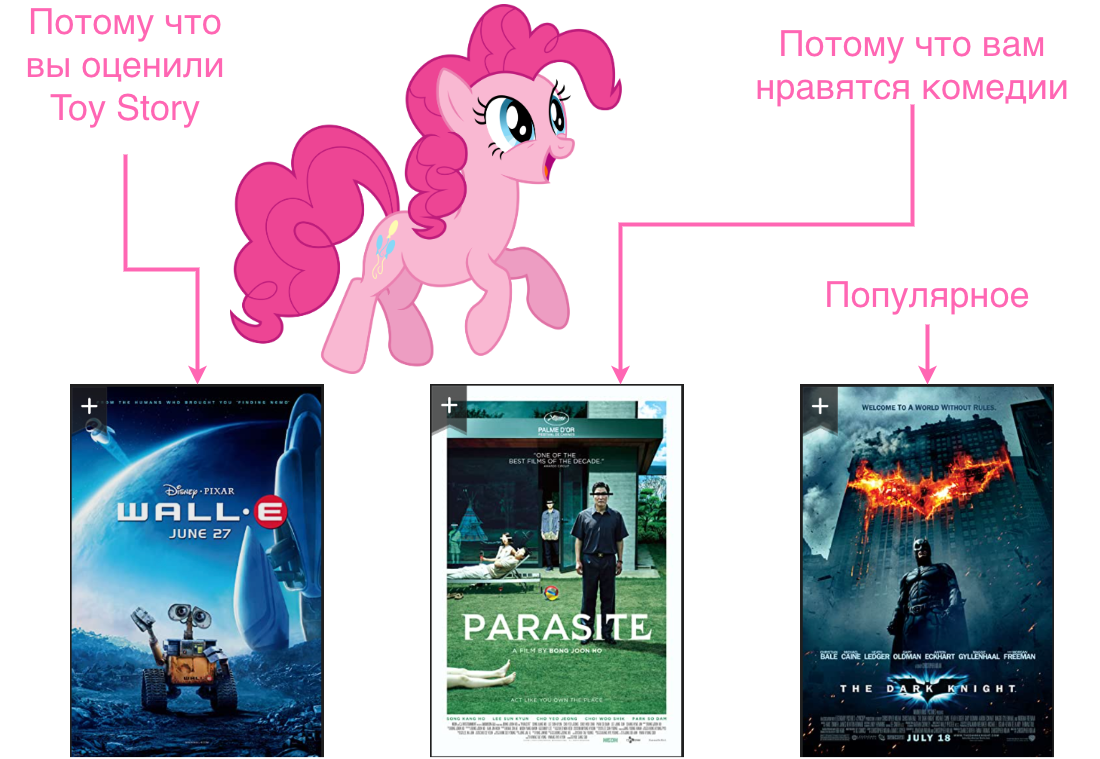 Потому что
вы оценили
Toy Story
Потому что вам
нравятся комедии
Популярное
THE HUMANS WHO BROUGHT YOU "FINDING NEMO"
DISNEY · PIXAR
WALL·E
JUNE 27
PALME D'OR
FESTIVAL DE CANNES
"ONE OF THE
BEST FILMS OF THE DECADE."
PARASITE
A FILM BY BONG JOON HO
ACT LIKE YOU OWN THE PLACE
SONG KANG HO LEE SUN KYUN CHO YEO JEONG CHOI WOO SHIK PARK SO DAM
WELCOME TO A WORLD WITHOUT RULES.
BALE CAINE LEDGER OLDMAN ECKHART GYLLENHAAL FREEMAN
THE DARK KNIGHT
JULY 18